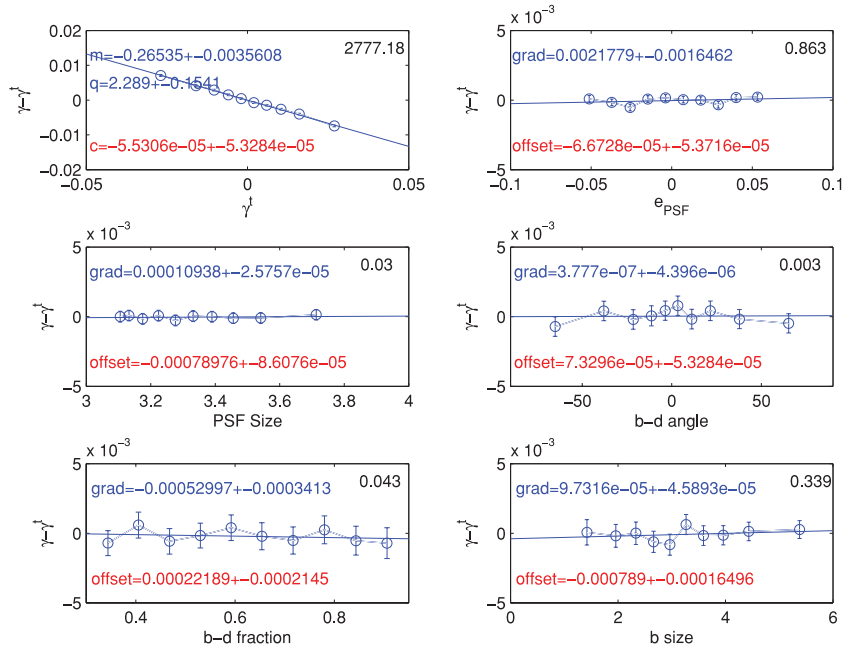 m=−0.26535+−0.0035608
2777.18
q=2.289+−0.1541
c=−5.5306e−05+−5.3284e−05
0.02
0.01
0
−0.01
−0.02
−0.05
0
0.05
γ−γᵗ
γᵗ
x 10⁻³
grad=0.0021779+−0.0016462
0.863
offset=−6.6728e−05+−5.3716e−05
5
0
−5
−0.1
−0.05
0
0.05
0.1
γ−γᵗ
e_PSF
x 10⁻³
grad=0.00010938+−2.5757e−05
0.03
offset=−0.00078976+−8.6076e−05
5
0
−5
3
3.2
3.4
3.6
3.8
4
γ−γᵗ
PSF Size
x 10⁻³
grad=3.777e−07+−4.396e−06
0.003
offset=7.3296e−05+−5.3284e−05
5
0
−5
−50
0
50
γ−γᵗ
b−d angle
x 10⁻³
grad=−0.00052997+−0.0003413
0.043
offset=0.00022189+−0.0002145
5
0
−5
0.4
0.6
0.8
γ−γᵗ
b−d fraction
x 10⁻³
grad=9.7316e−05+−4.5893e−05
0.339
offset=−0.000789+−0.00016496
5
0
−5
0
2
4
6
γ−γᵗ
b size